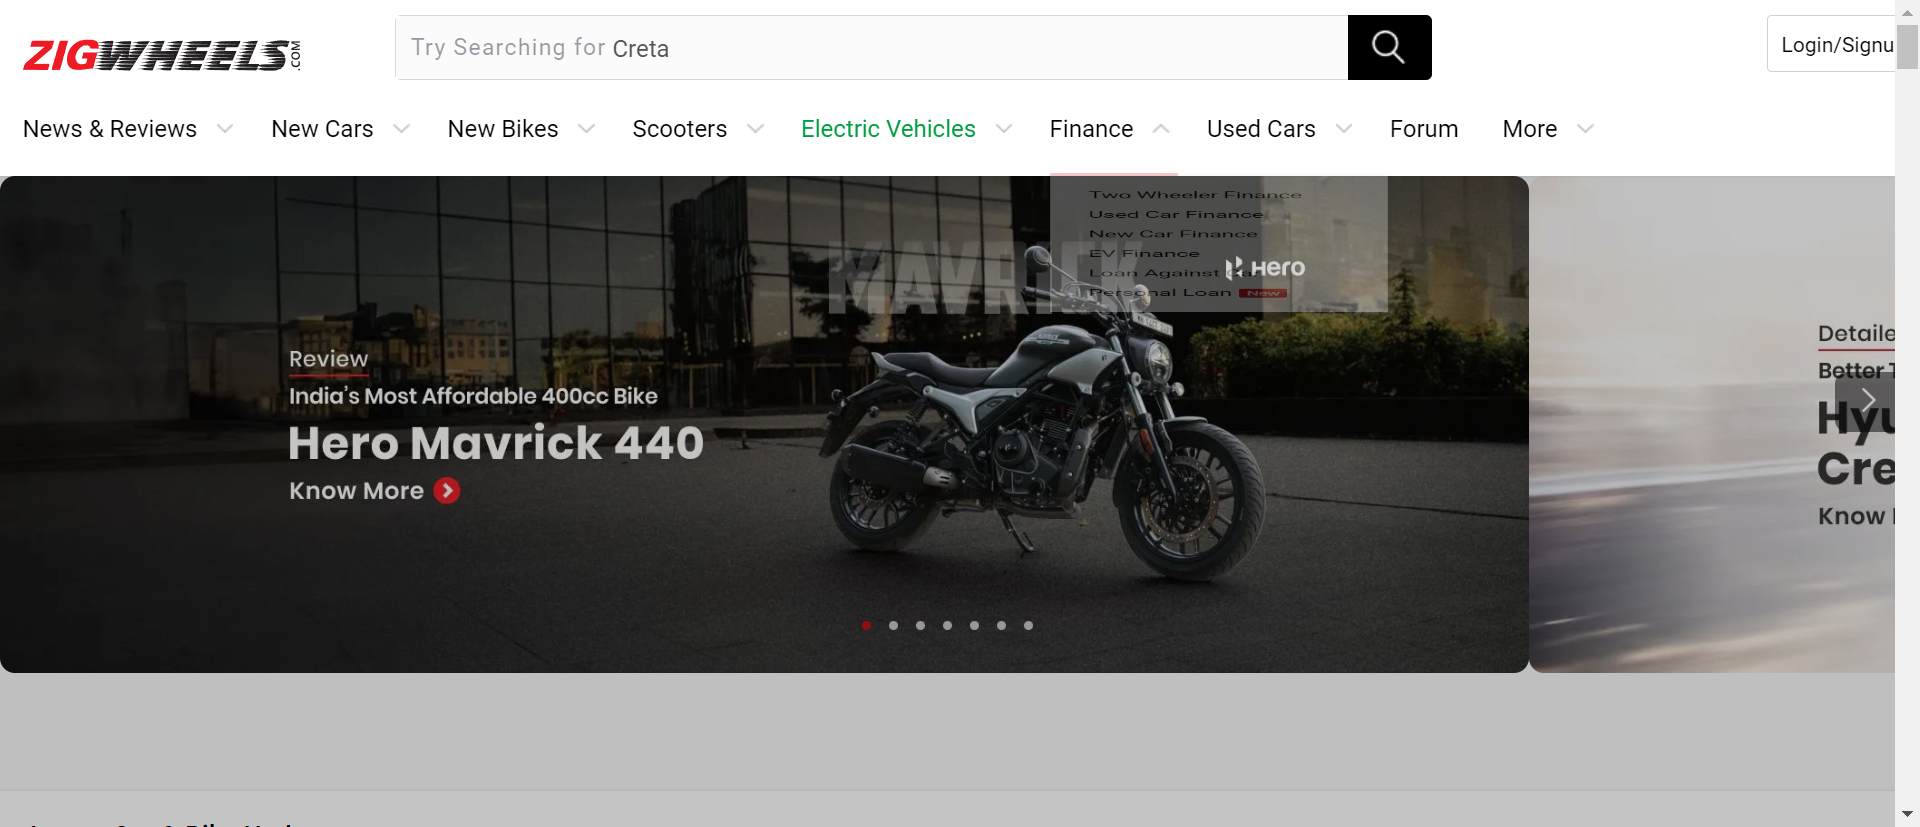 ZIGWHEELS.COM
Try Searching for Creta
Login/Signu
News & Reviews
New Cars
New Bikes
Scooters
Electric Vehicles
Finance
Used Cars
Forum
More
Two Wheeler Finance
Used Car Finance
New Car Finance
EV Finance
Loan Against Car
Personal Loan New
MAVRICK
Hero
Review
India's Most Affordable 400cc Bike
Hero Mavrick 440
Know More
Detaile
Better T
Hyu
Cre
Know